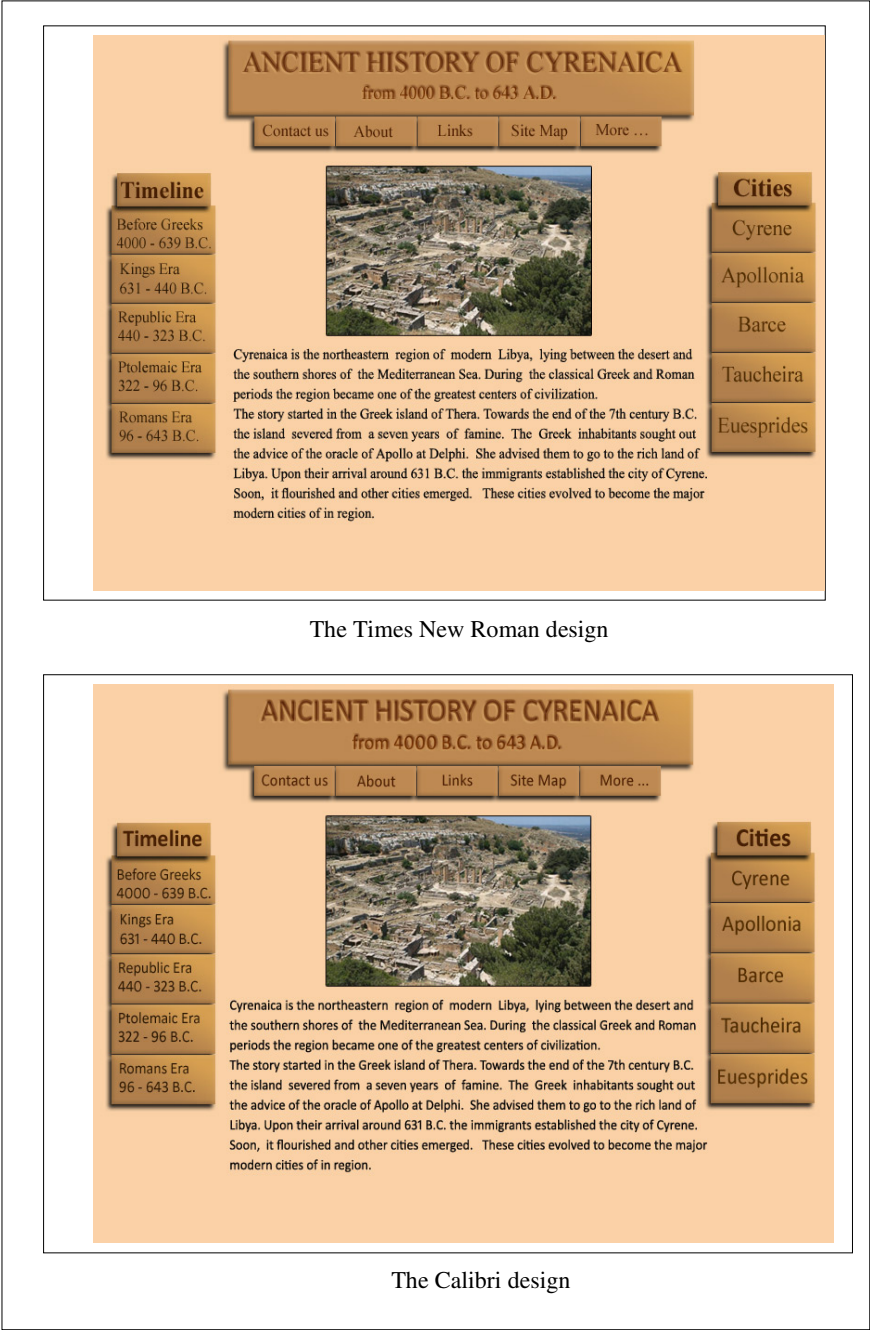 ANCIENT HISTORY OF CYRENAICA
from 4000 B.C. to 643 A.D.
Contact us About Links Site Map More ...
Timeline
Before Greeks
4000 - 639 B.C.
Kings Era
631 - 440 B.C.
Republic Era
440 - 323 B.C.
Ptolemaic Era
322 - 96 B.C.
Romans Era
96 - 643 B.C.
Cyrenaica is the northeastern region of modern Libya, lying between the desert and
the southern shores of the Mediterranean Sea. During the classical Greek and Roman
periods the region became one of the greatest centers of civilization.
The story started in the Greek island of Thera. Towards the end of the 7th century B.C.
the island severed from a seven years of famine. The Greek inhabitants sought out
the advice of the oracle of Apollo at Delphi. She advised them to go to the rich land of
Libya. Upon their arrival around 631 B.C. the immigrants established the city of Cyrene.
Soon, it flourished and other cities emerged. These cities evolved to become the major
modern cities of in region.
Cities
Cyrene
Apollonia
Barce
Taucheira
Euesprides
The Times New Roman design
ANCIENT HISTORY OF CYRENAICA
from 4000 B.C. to 643 A.D.
Contact us About Links Site Map More ...
Timeline
Before Greeks
4000 - 639 B.C.
Kings Era
631 - 440 B.C.
Republic Era
440 - 323 B.C.
Ptolemaic Era
322 - 96 B.C.
Romans Era
96 - 643 B.C.
Cyrenaica is the northeastern region of modern Libya, lying between the desert and
the southern shores of the Mediterranean Sea. During the classical Greek and Roman
periods the region became one of the greatest centers of civilization.
The story started in the Greek island of Thera. Towards the end of the 7th century B.C.
the island severed from a seven years of famine. The Greek inhabitants sought out
the advice of the oracle of Apollo at Delphi. She advised them to go to the rich land of
Libya. Upon their arrival around 631 B.C. the immigrants established the city of Cyrene.
Soon, it flourished and other cities emerged. These cities evolved to become the major
modern cities of in region.
Cities
Cyrene
Apollonia
Barce
Taucheira
Euesprides
The Calibri design